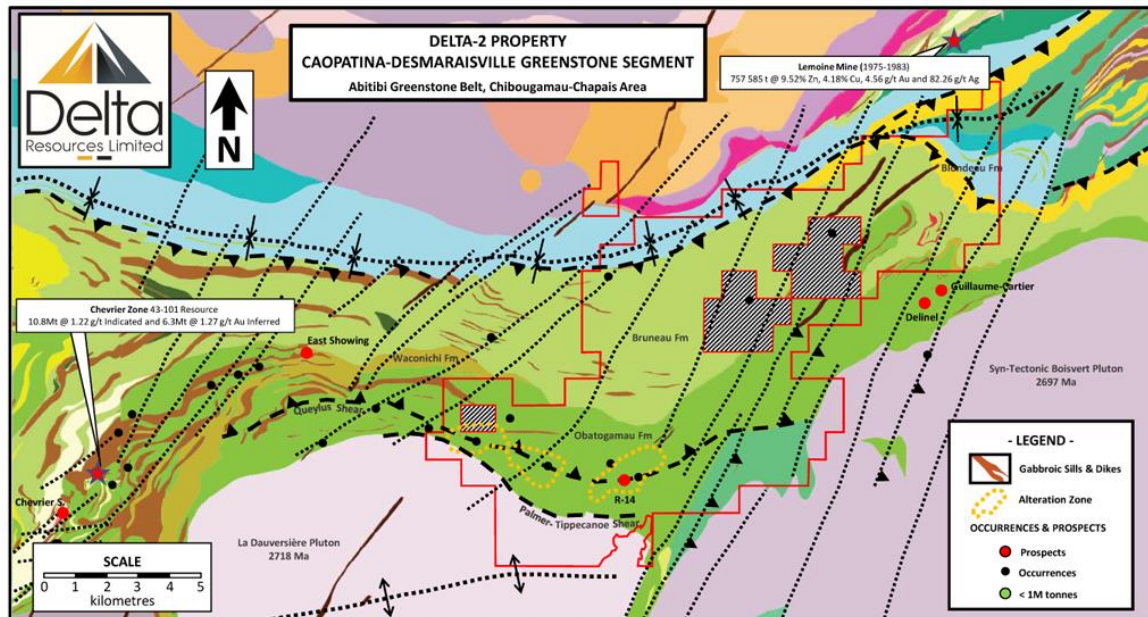 Delta
Resources Limited
N
DELTA-2 PROPERTY
CAOPATINA-DESMARAISVILLE GREENSTONE SEGMENT
Abitibi Greenstone Belt, Chibougamau-Chapais Area
Lemoine Mine (1975-1983)
757 585 t @ 9.52% Zn, 4.18% Cu, 4.56 g/t Au and 82.26 g/t Ag
Blondeau Fm
Chevrier Zone 43-101 Resource
10.8Mt @ 1.22 g/t Indicated and 6.3Mt @ 1.27 g/t Au Inferred
Guillaume-Cartier
Delinel
East Showing
Bruneau Fm
Waconichi Fm
Syn-Tectonic Boisvert Pluton
2697 Ma
Queylus Shear
Obatogamau Fm
R-14
Chevrier S.
Palmer-Tippecanoe Shear
La Dauversière Pluton
2718 Ma
SCALE
0 1 2 3 4 5
kilometres
- LEGEND -
Gabbroic Sills & Dikes
Alteration Zone
OCCURRENCES & PROSPECTS
Prospects
Occurrences
< 1M tonnes